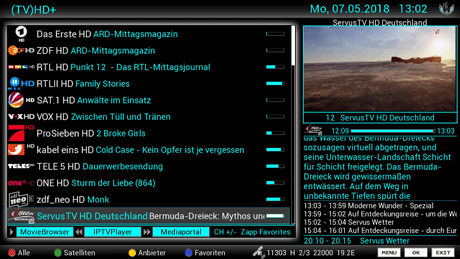 (TV)HD+
Mo, 07.05.2018 13:02
Das Erste HD ARD-Mittagsmagazin
ZDF HD ARD-Mittagsmagazin
RTL HD Punkt 12 - Das RTL-Mittagsjournal
RTLII HD Family Stories
SAT.1 HD Anwälte im Einsatz
VOX HD Zwischen Tüll und Tränen
ProSieben HD 2 Broke Girls
kabel eins HD Cold Case - Kein Opfer ist je vergessen
TELE 5 HD Dauerwerbesendung
ONE HD Sturm der Liebe (864)
zdf_neo HD Monk
ServusTV HD Deutschland Bermuda-Dreieck: Mythos un
ServusTV HD Deutschland
12 ServusTV HD Deutschland
12:09 13:03
das Wasser des Bermuda-Dreiecks
sozusagen virtuell abgetragen, und
seine Unterwasser-Landschaft Schicht
für Schicht freigelegt. Das Bermuda-
Dreieck wird gewissermaßen
entwässert. Auf dem Weg in
unbekannte Tiefen spürt die
13:03 - 13:59 Moderne Wunder - Spezial
13:59 - 15:02 Auf Entdeckungsreise - um die We
15:02 - 15:04 Servus Wetter
15:04 - 16:01 Auf Entdeckungsreise - durch Eur
20:10 - 20:15 Servus Wetter
MovieBrowser IPTVPlayer Mediaportal CH +/- Zapp Favorites
Alle Satelliten Anbieter Favoriten 11303 H 2/3 22000 19.2E MENU OK EXIT